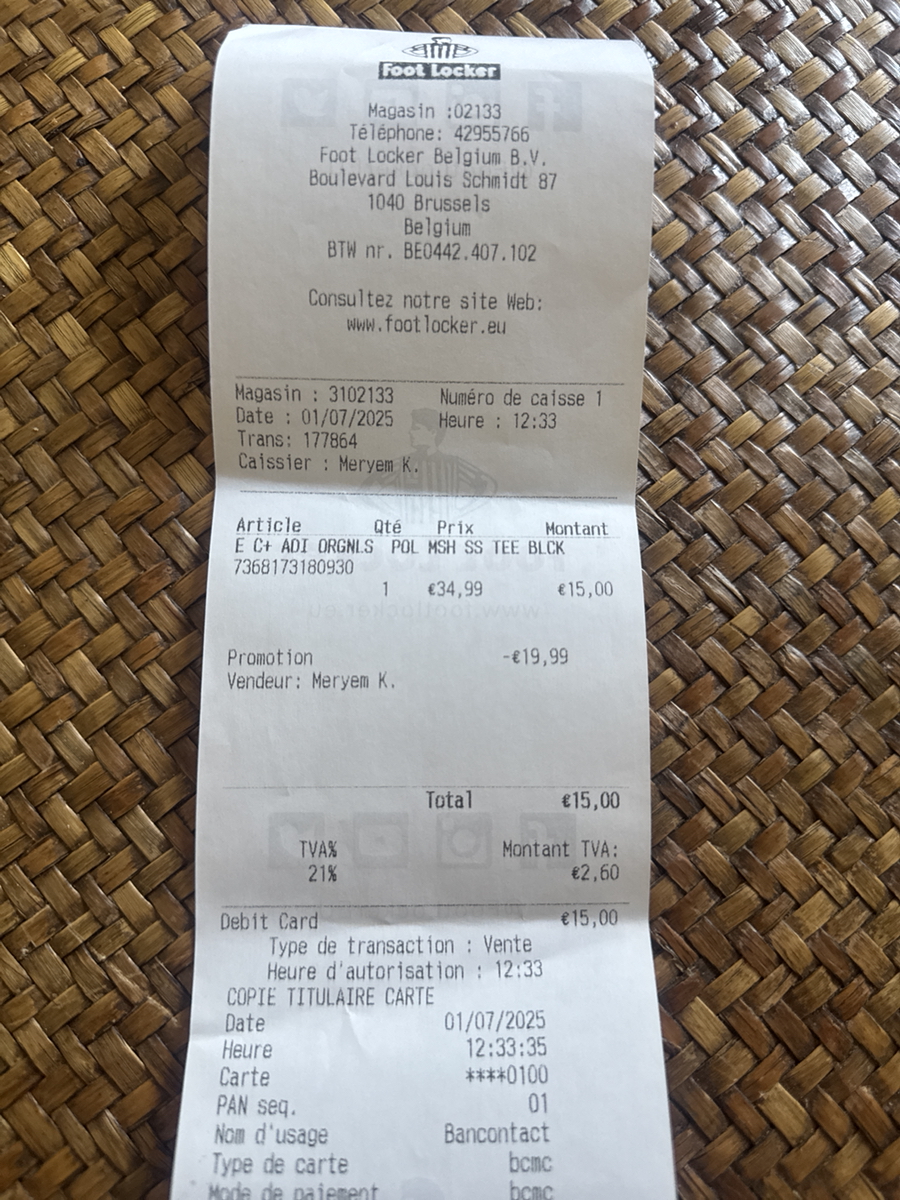 Foot Locker
Magasin :02133
Téléphone: 42955766
Foot Locker Belgium B.V.
Boulevard Louis Schmidt 87
1040 Brussels
Belgium
BTW nr. BE0442.407.102
Consultez notre site Web:
www.footlocker.eu
Magasin : 3102133 Numéro de caisse 1
Date : 01/07/2025 Heure : 12:33
Trans: 177864
Caissier : Meryem K.
Article Qté Prix Montant
E C+ ADI ORGNLS POL MSH SS TEE BLCK
7368173180930
1 €34,99 €15,00
Promotion -€19,99
Vendeur: Meryem K.
Total €15,00
TVA% Montant TVA:
21% €2,60
Debit Card €15,00
Type de transaction : Vente
Heure d'autorisation : 12:33
COPIE TITULAIRE CARTE
Date 01/07/2025
Heure 12:33:35
Carte ****0100
PAN seq. 01
Nom d'usage Bancontact
Type de carte bcmc
Mode de paiement bcmc